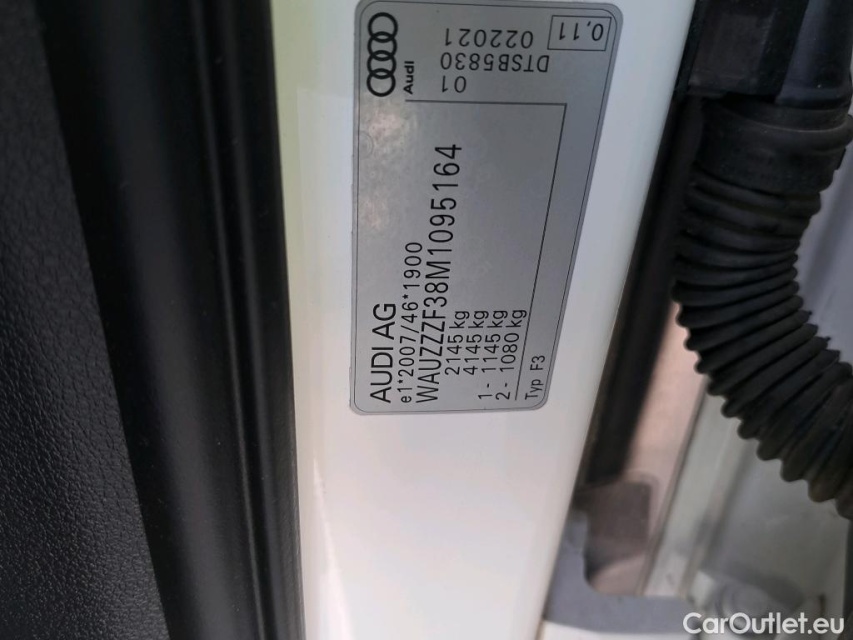 AUDI AG
e1*2007/46*1900
WAUZZZF38M1095164
2145 kg
4145 kg
1 - 1145 kg
2 - 1080 kg
Typ F3
Audi
01
DTSB5830
022021
0,11
CarOutlet.eu